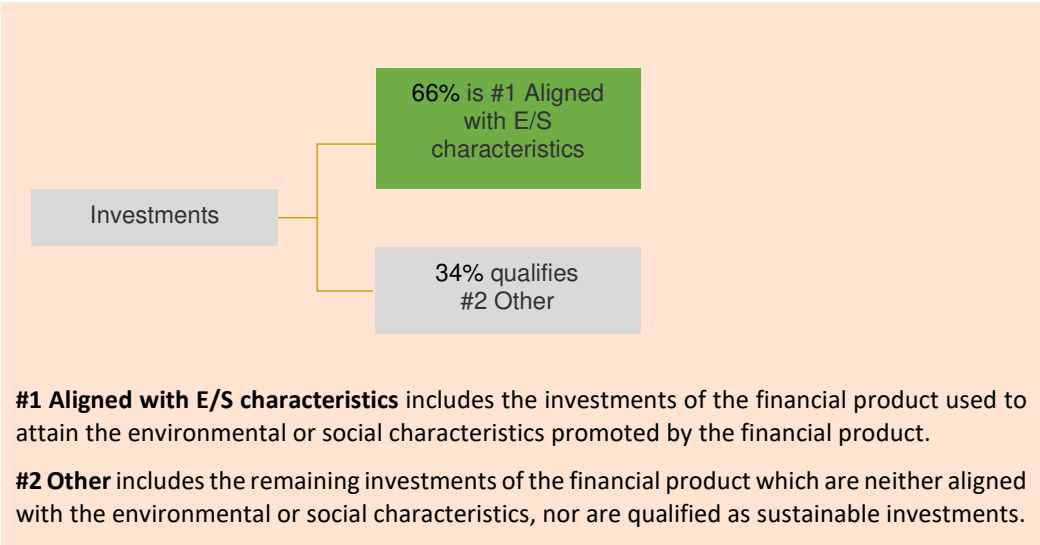 66% is #1 Aligned
with E/S
characteristics
Investments
34% qualifies
#2 Other
#1 Aligned with E/S characteristics includes the investments of the financial product used to
attain the environmental or social characteristics promoted by the financial product.
#2 Other includes the remaining investments of the financial product which are neither aligned
with the environmental or social characteristics, nor are qualified as sustainable investments.